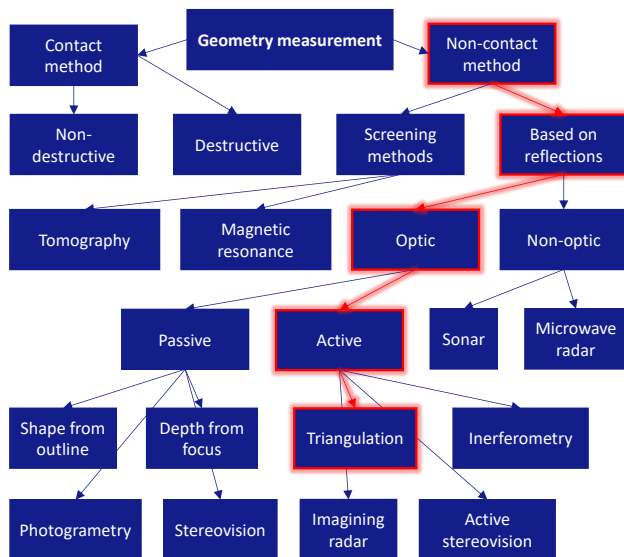 Geometry measurement
Contact
method
Non-contact
method
Non-
destructive
Destructive
Screening
methods
Based on
reflections
Tomography
Magnetic
resonance
Optic
Non-optic
Passive
Active
Sonar
Microwave
radar
Shape from
outline
Depth from
focus
Triangulation
Inerferometry
Photogrametry
Stereovision
Imagining
radar
Active
stereovision